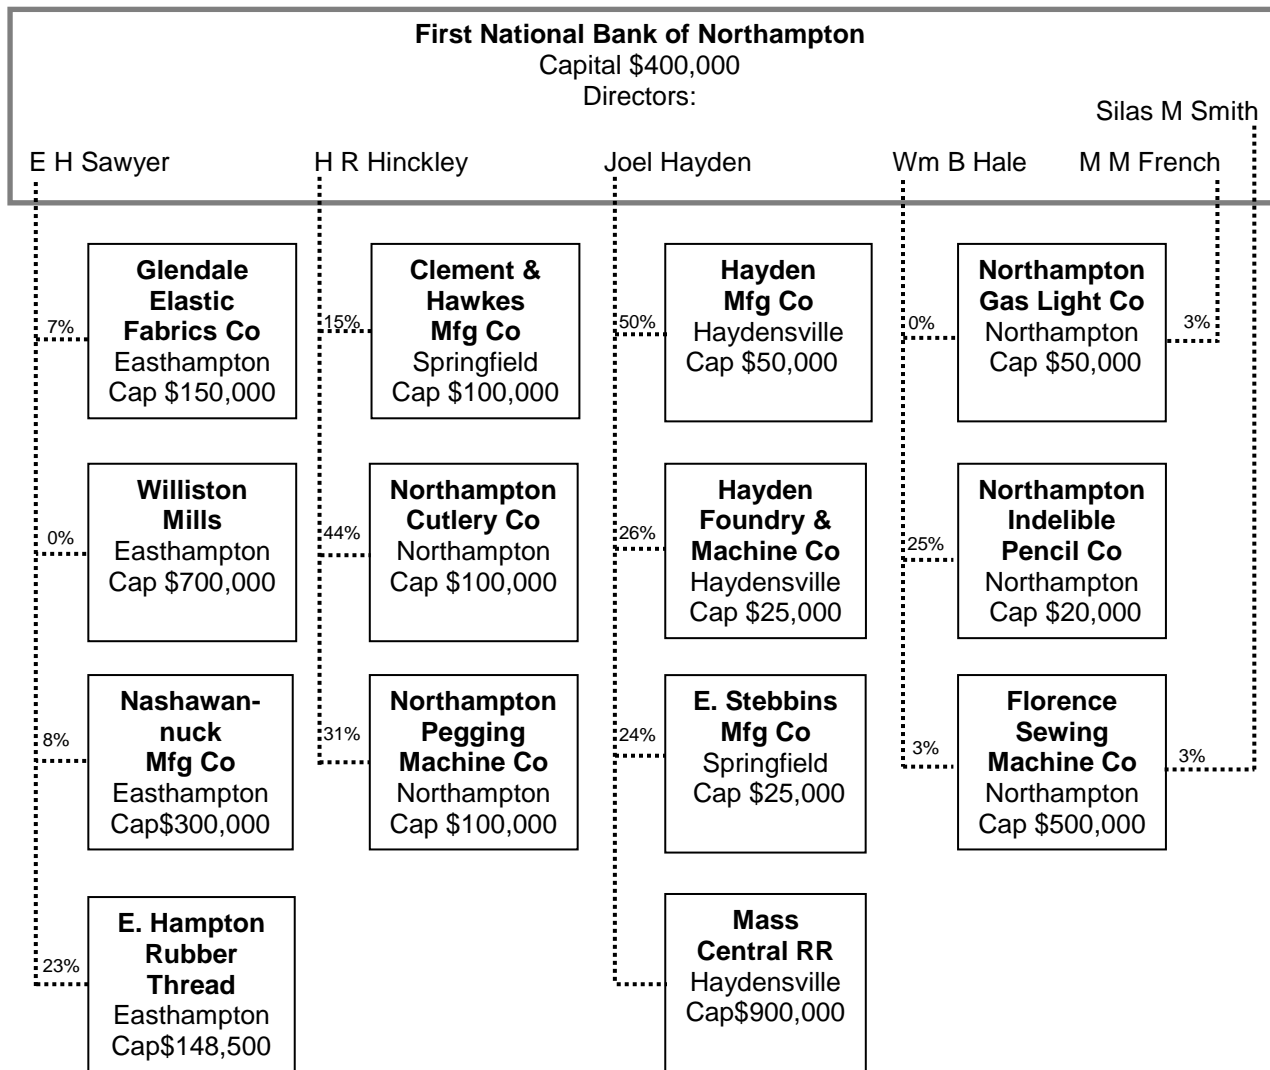 First National Bank of Northampton
Capital $400,000
Directors:
Silas M Smith
E H Sawyer
H R Hinckley
Joel Hayden
Wm B Hale
M M French
7%
Glendale
Elastic
Fabrics Co
Easthampton
Cap $150,000
15%
Clement &
Hawkes
Mfg Co
Springfield
Cap $100,000
50%
Hayden
Mfg Co
Haydensville
Cap $50,000
0%
Northampton
Gas Light Co
Northampton
Cap $50,000
3%
0%
Williston
Mills
Easthampton
Cap $700,000
44%
Northampton
Cutlery Co
Northampton
Cap $100,000
26%
Hayden
Foundry &
Machine Co
Haydensville
Cap $25,000
25%
Northampton
Indelible
Pencil Co
Northampton
Cap $20,000
8%
Nashawan-
nuck
Mfg Co
Easthampton
Cap$300,000
31%
Northampton
Pegging
Machine Co
Northampton
Cap $100,000
24%
E. Stebbins
Mfg Co
Springfield
Cap $25,000
3%
Florence
Sewing
Machine Co
Northampton
Cap $500,000
3%
23%
E. Hampton
Rubber
Thread
Easthampton
Cap$148,500
Mass
Central RR
Haydensville
Cap$900,000